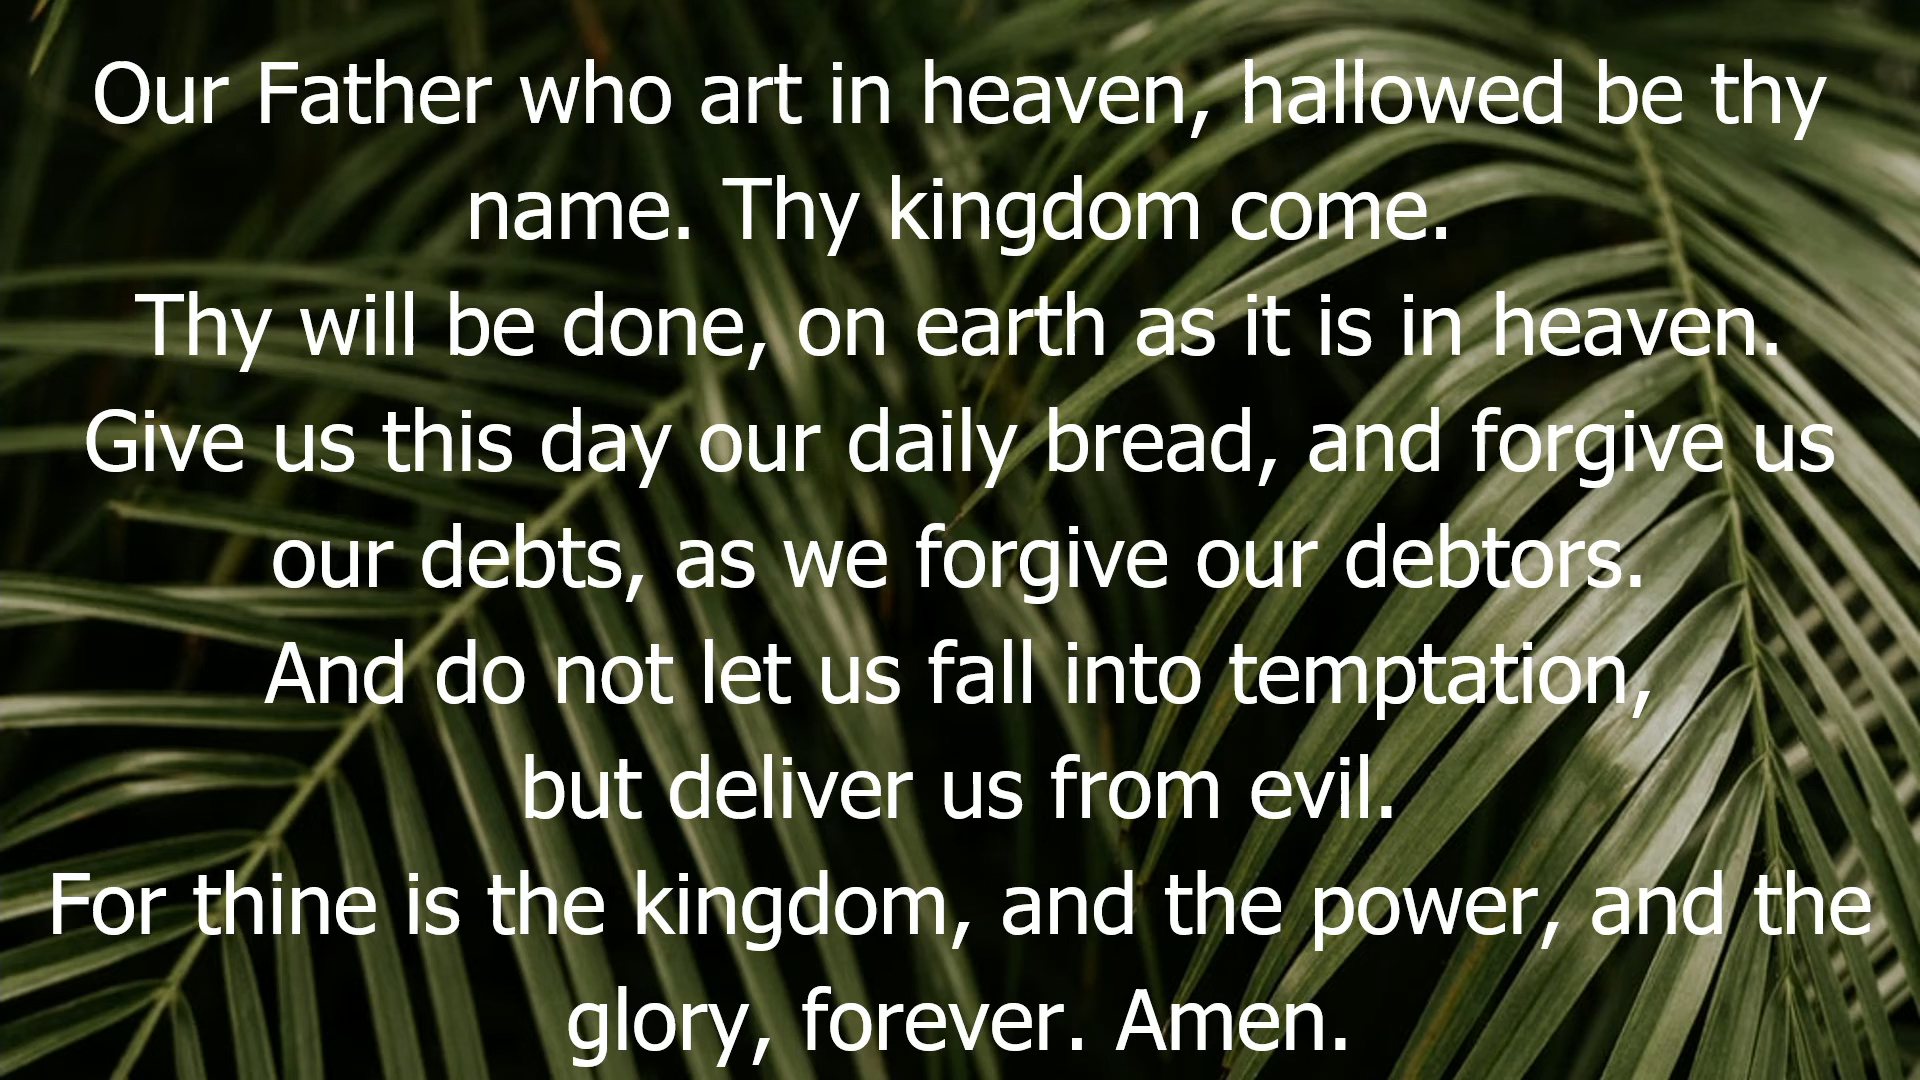 Our Father who art in heaven, hallowed be thy
name. Thy kingdom come.
Thy will be done, on earth as it is in heaven.
Give us this day our daily bread, and forgive us
our debts, as we forgive our debtors.
And do not let us fall into temptation,
but deliver us from evil.
For thine is the kingdom, and the power, and the
glory, forever. Amen.